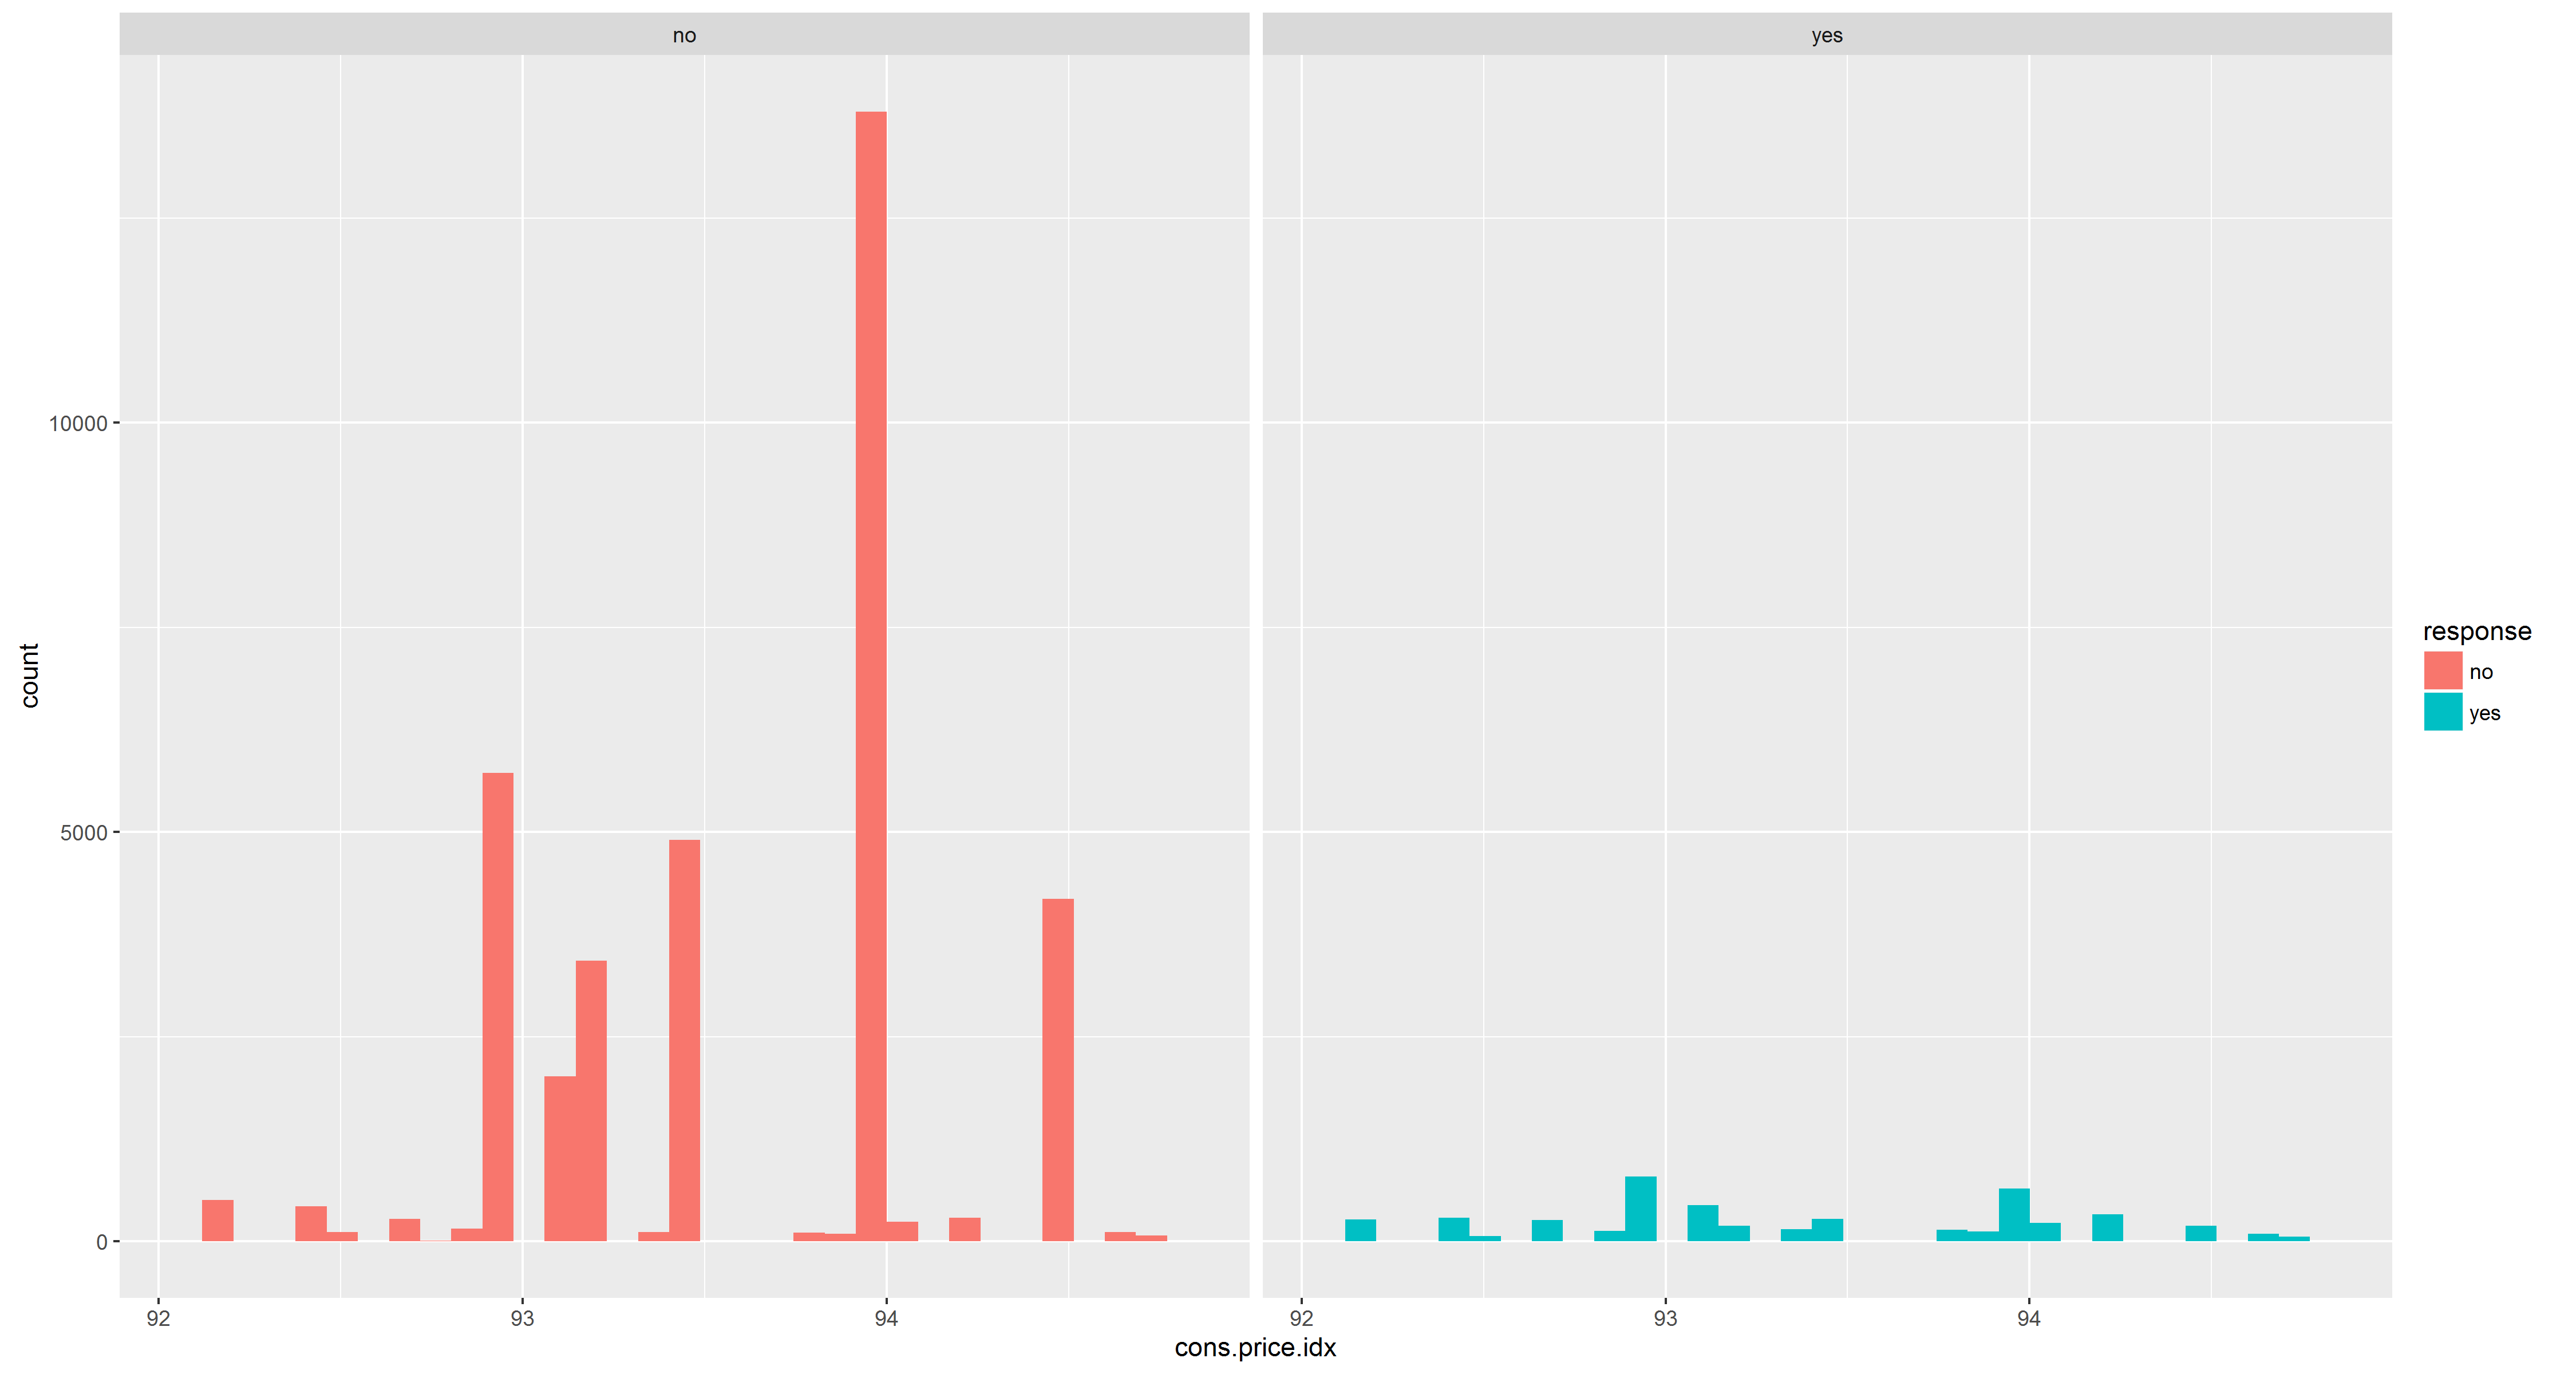 no
yes
10000
5000
0
count
92
93
94
92
93
94
cons.price.idx
response
no
yes